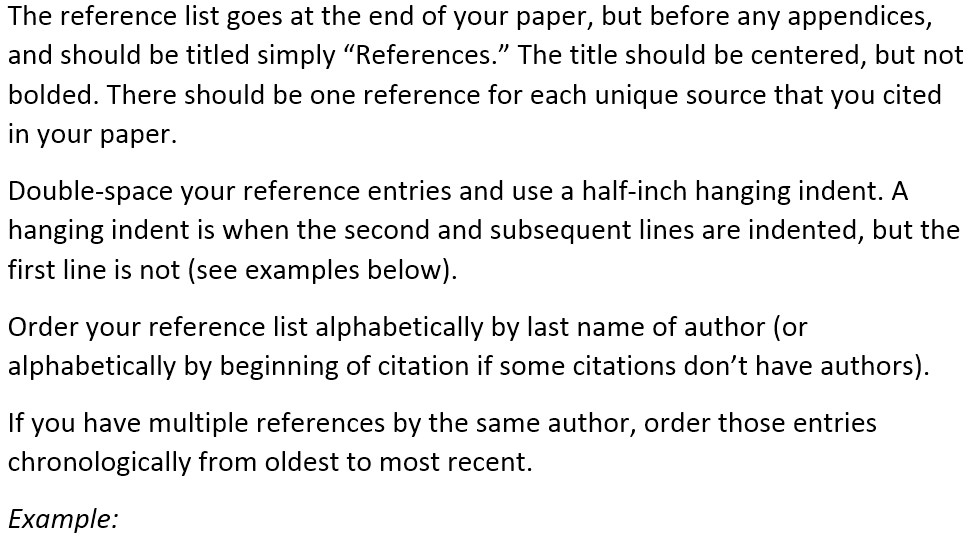 The reference list goes at the end of your paper, but before any appendices,
and should be titled simply “References.” The title should be centered, but not
bolded. There should be one reference for each unique source that you cited
in your paper.
Double-space your reference entries and use a half-inch hanging indent. A
hanging indent is when the second and subsequent lines are indented, but the
first line is not (see examples below).
Order your reference list alphabetically by last name of author (or
alphabetically by beginning of citation if some citations don’t have authors).
If you have multiple references by the same author, order those entries
chronologically from oldest to most recent.
Example: